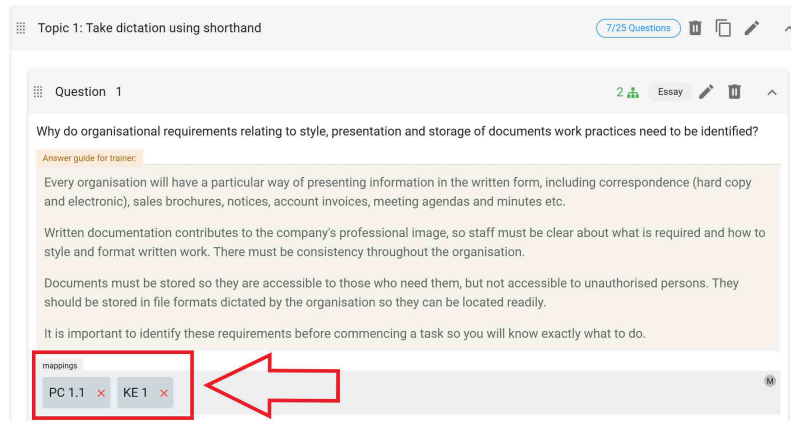 Topic 1: Take dictation using shorthand
7/25 Questions
Question 1
2
Essay
Why do organisational requirements relating to style, presentation and storage of documents work practices need to be identified?
Answer guide for trainer:
Every organisation will have a particular way of presenting information in the written form, including correspondence (hard copy
and electronic), sales brochures, notices, account invoices, meeting agendas and minutes etc.
Written documentation contributes to the company's professional image, so staff must be clear about what is required and how to
style and format written work. There must be consistency throughout the organisation.
Documents must be stored so they are accessible to those who need them, but not accessible to unauthorised persons. They
should be stored in file formats dictated by the organisation so they can be located readily.
It is important to identify these requirements before commencing a task so you will know exactly what to do.
mappings
PC 1.1 × KE 1 ×
M